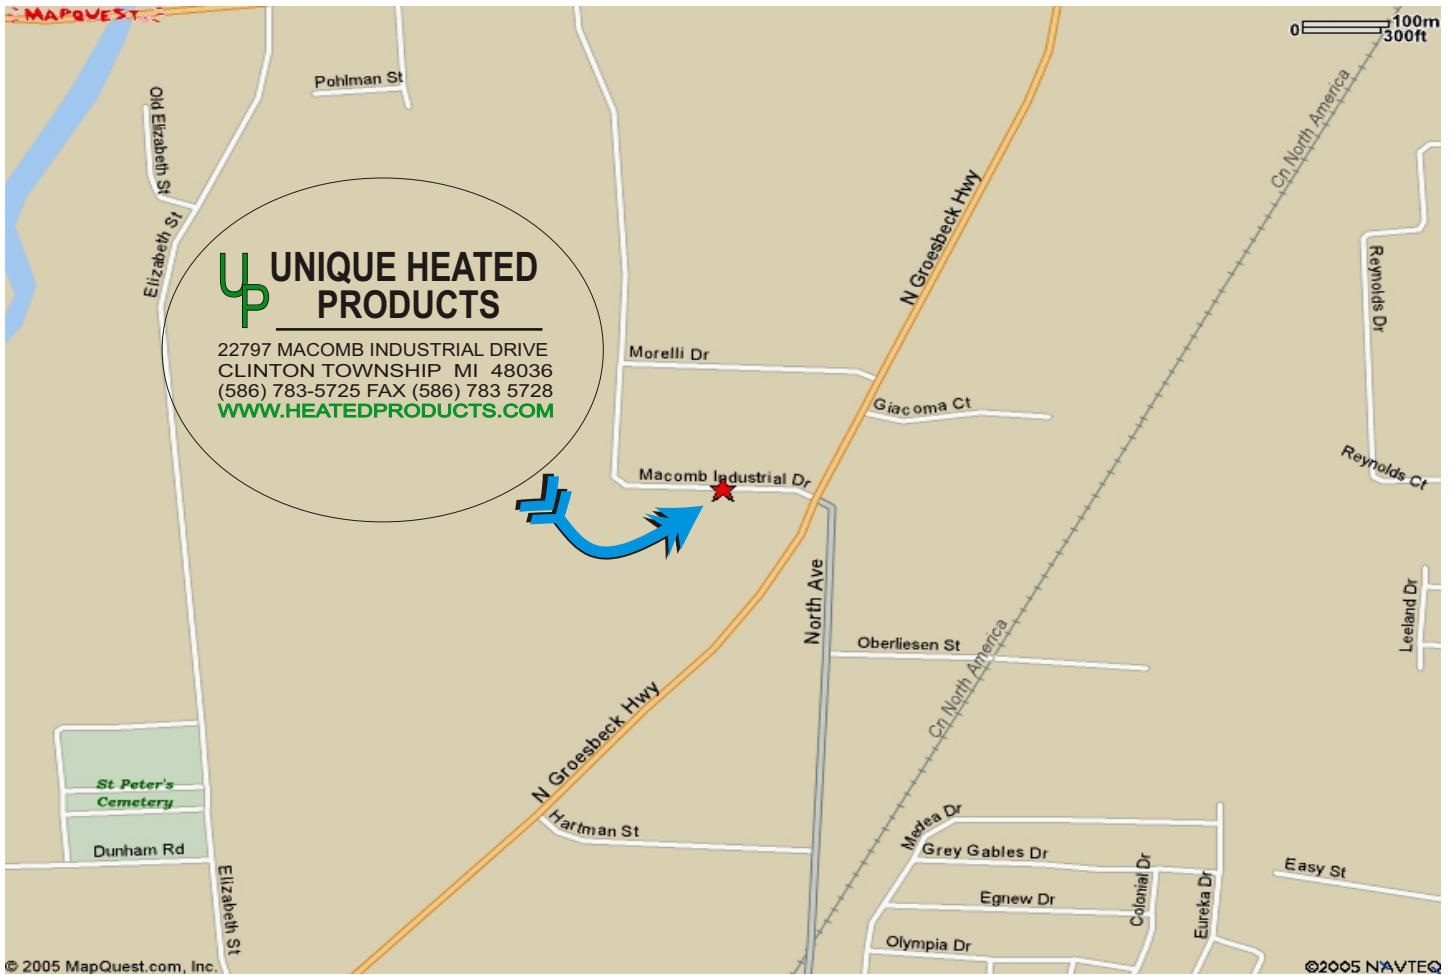 MAPQUEST
0 100m
300ft
Pohlman St
Old Elizabeth St
Elizabeth St
Cn North America
N Groesbeck Hwy
Reynolds Dr
UP
UNIQUE HEATED
PRODUCTS
22797 MACOMB INDUSTRIAL DRIVE
CLINTON TOWNSHIP MI 48036
(586) 783-5725 FAX (586) 783 5728
WWW.HEATEDPRODUCTS.COM
Morelli Dr
Giacoma Ct
Macomb Industrial Dr
Reynolds Ct
North Ave
Leeland Dr
Oberliesen St
Cn North America
N Groesbeck Hwy
St Peter's
Cemetery
Hartman St
Dunham Rd
Elizabeth St
Medea Dr
Grey Gables Dr
Colonial Dr
Eureka Dr
Easy St
Egnew Dr
Olympia Dr
© 2005 MapQuest.com, Inc.
©2005 NAVTEQ